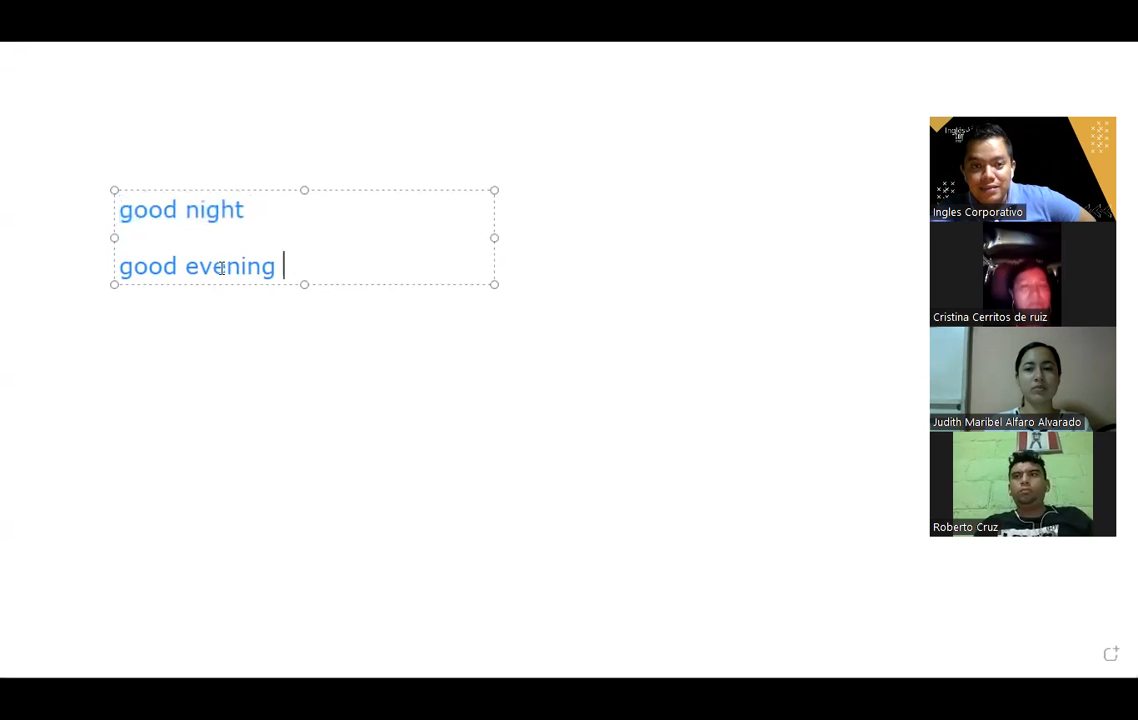 good night
good evening
Ingles Corporativo
Cristina Cerritos de ruiz
Judith Maribel Alfaro Alvarado
Roberto Cruz